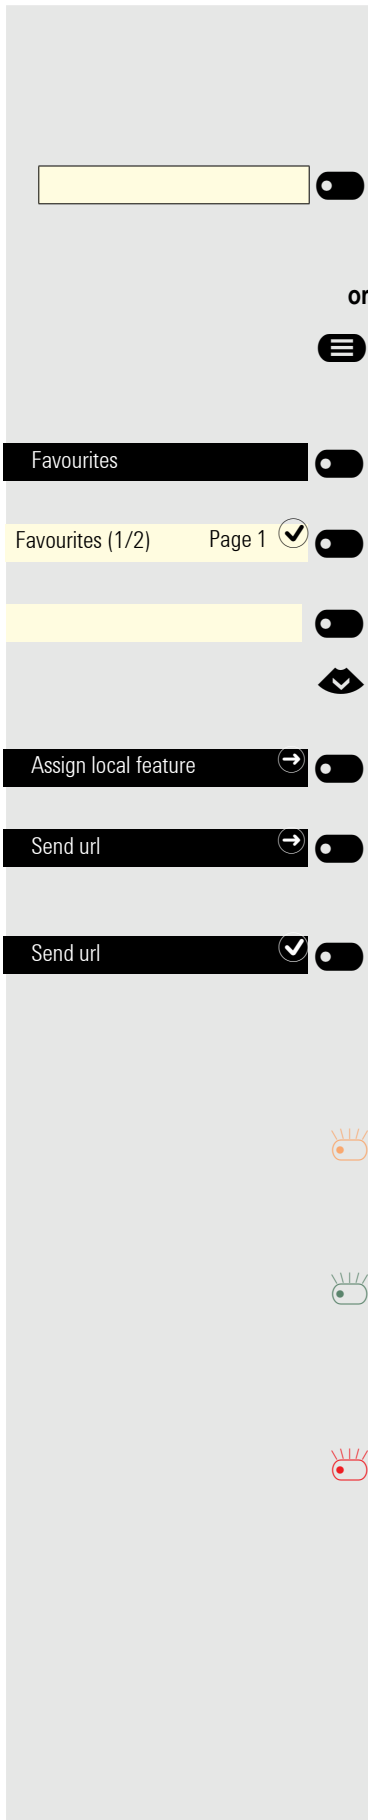 or
Favourites
Favourites (1/2) Page 1
Assign local feature
Send url
Send url